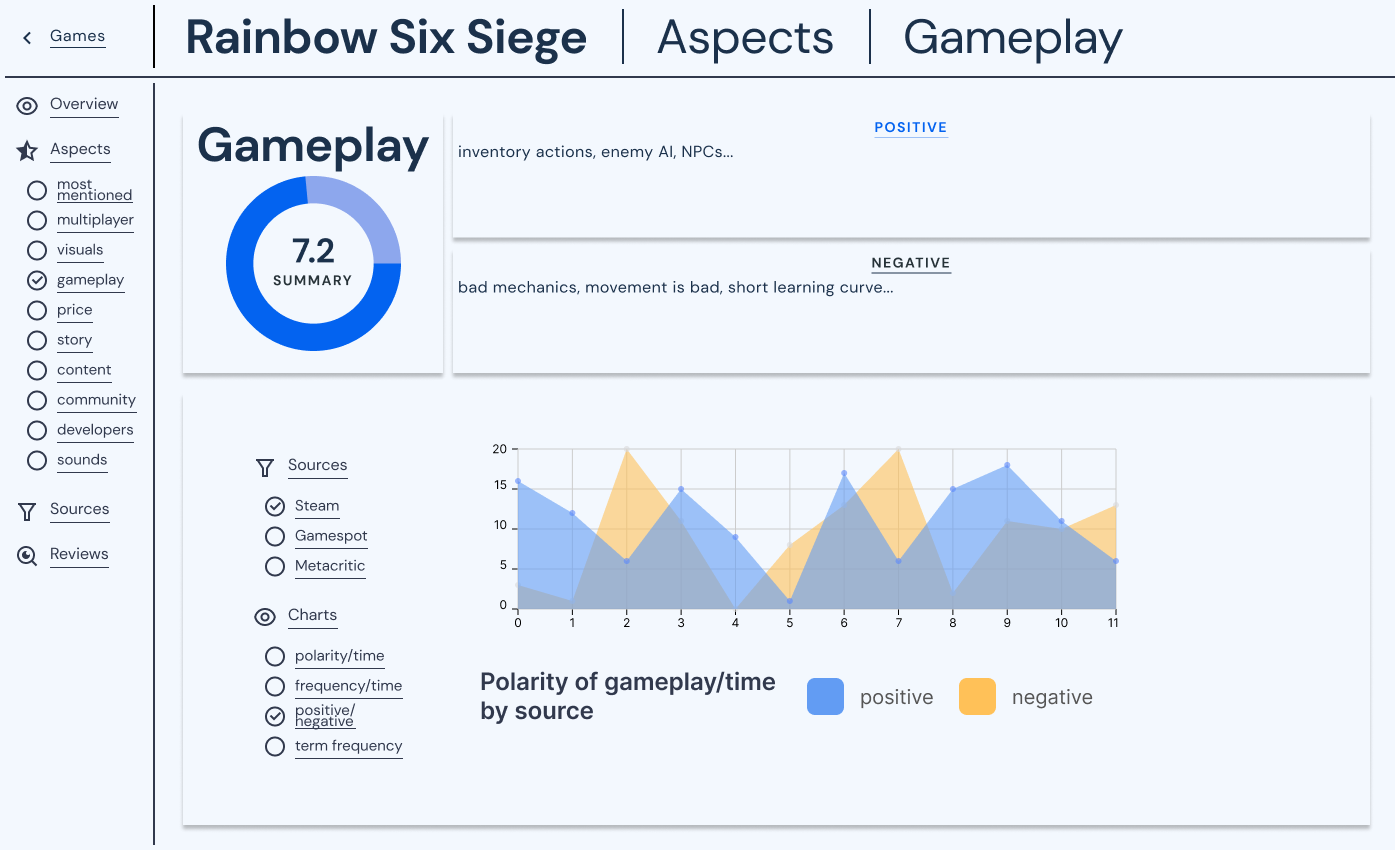 Games
Rainbow Six Siege
Aspects
Gameplay
Overview
Aspects
most
mentioned
multiplayer
visuals
gameplay
price
story
content
community
developers
sounds
Sources
Reviews
Gameplay
7.2
SUMMARY
POSITIVE
inventory actions, enemy AI, NPCs...
NEGATIVE
bad mechanics, movement is bad, short learning curve...
Sources
Steam
Gamespot
Metacritic
Charts
polarity/time
frequency/time
positive/
negative
term frequency
20
15
10
5
0
0 1 2 3 4 5 6 7 8 9 10 11
Polarity of gameplay/time
by source
positive
negative